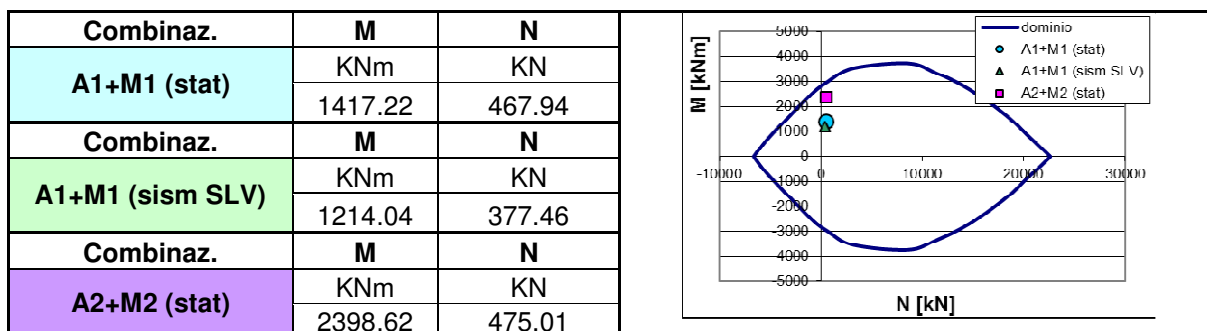 Combinaz. M N
A1+M1 (stat) KNm KN
1417.22 467.94
Combinaz. M N
A1+M1 (sism SLV) KNm KN
1214.04 377.46
Combinaz. M N
A2+M2 (stat) KNm KN
2398.62 475.01
M [kNm]
5000
4000
3000
2000
1000
0
-1000
-2000
-3000
-4000
-5000
-10000 0 10000 20000 30000
N [kN]
dominio
A1+M1 (stat)
A1+M1 (sism SLV)
A2+M2 (stat)